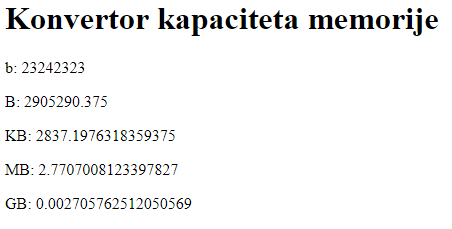 Konvertor kapaciteta memorije
b: 23242323
B: 2905290.375
KB: 2837.1976318359375
MB: 2.7707008123397827
GB: 0.002705762512050569